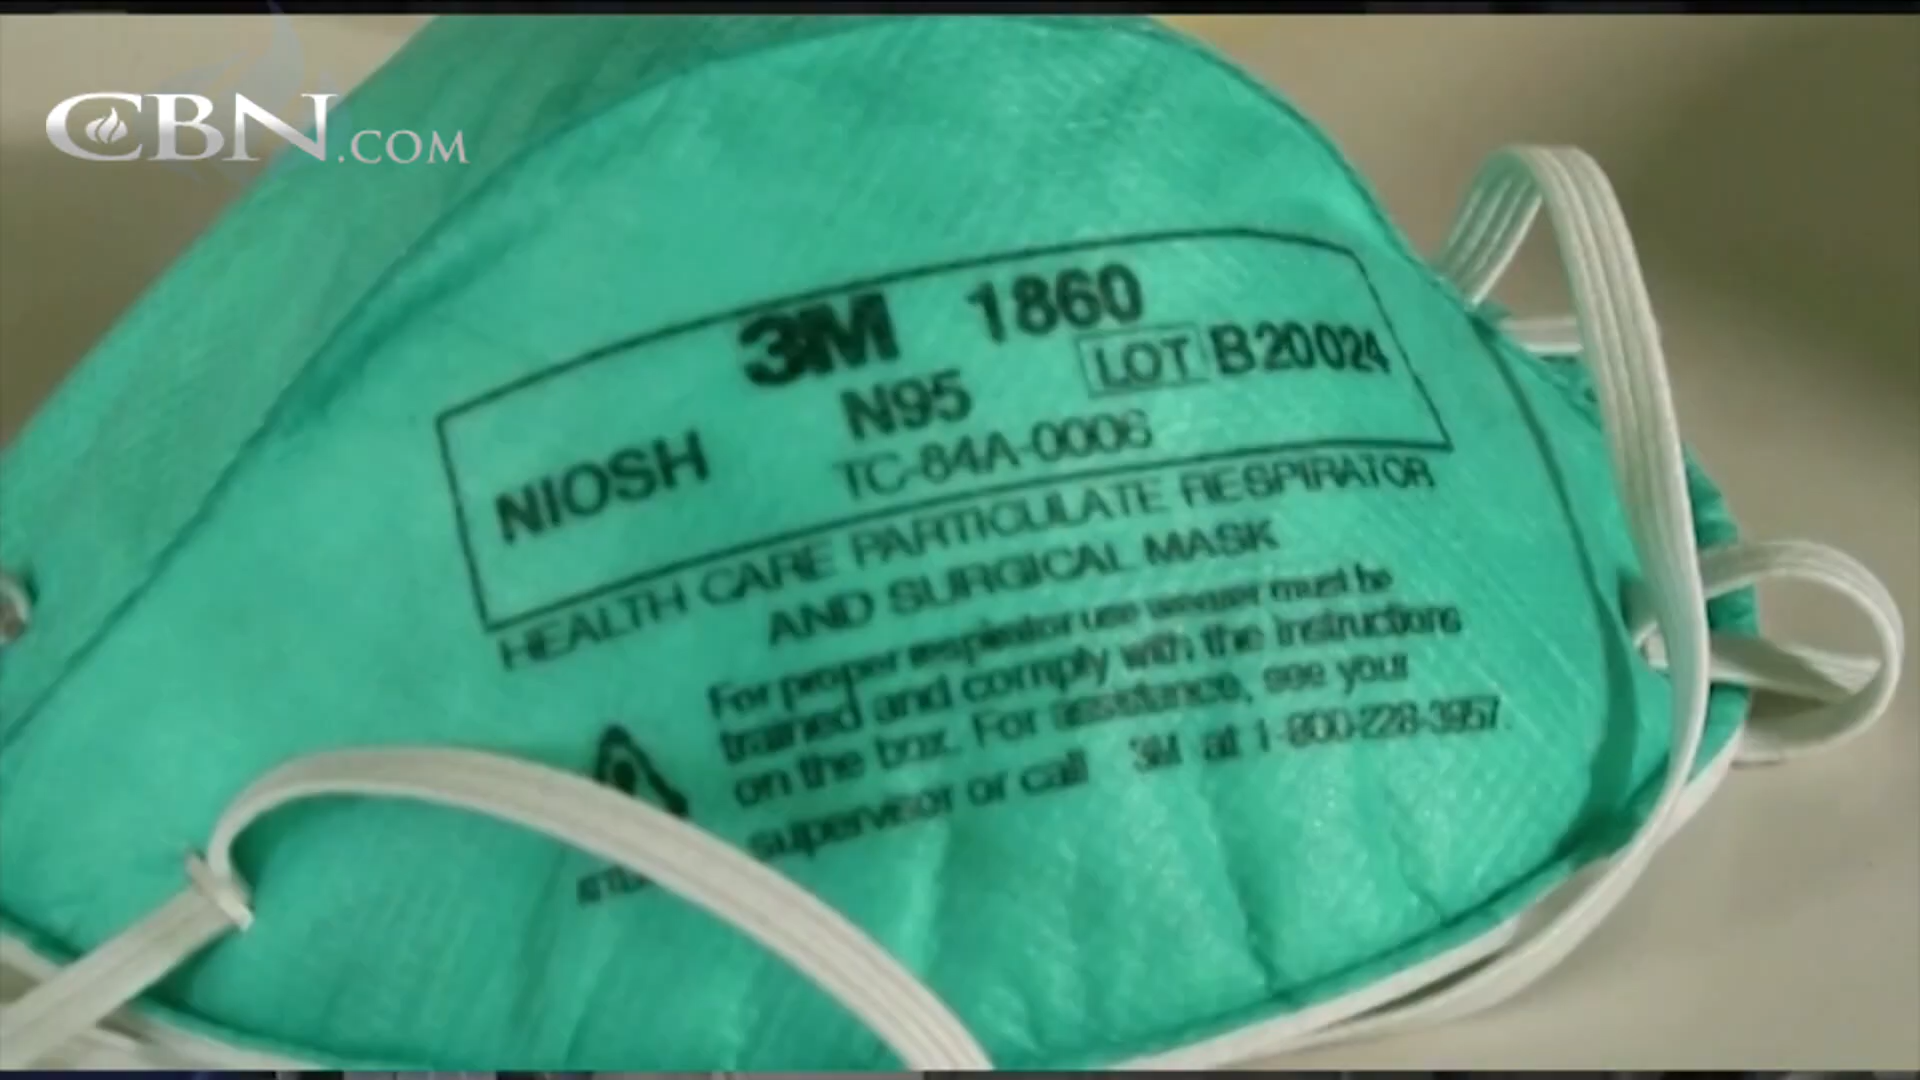 CBN.COM
3M 1860
N95 LOT B20024
NIOSH TC-84A-0006
HEALTH CARE PARTICULATE RESPIRATOR
AND SURGICAL MASK
For proper respirator use wearer must be
trained and comply with the instructions
on the box. For assistance, see your
supervisor or call 3M at 1-800-228-3957.